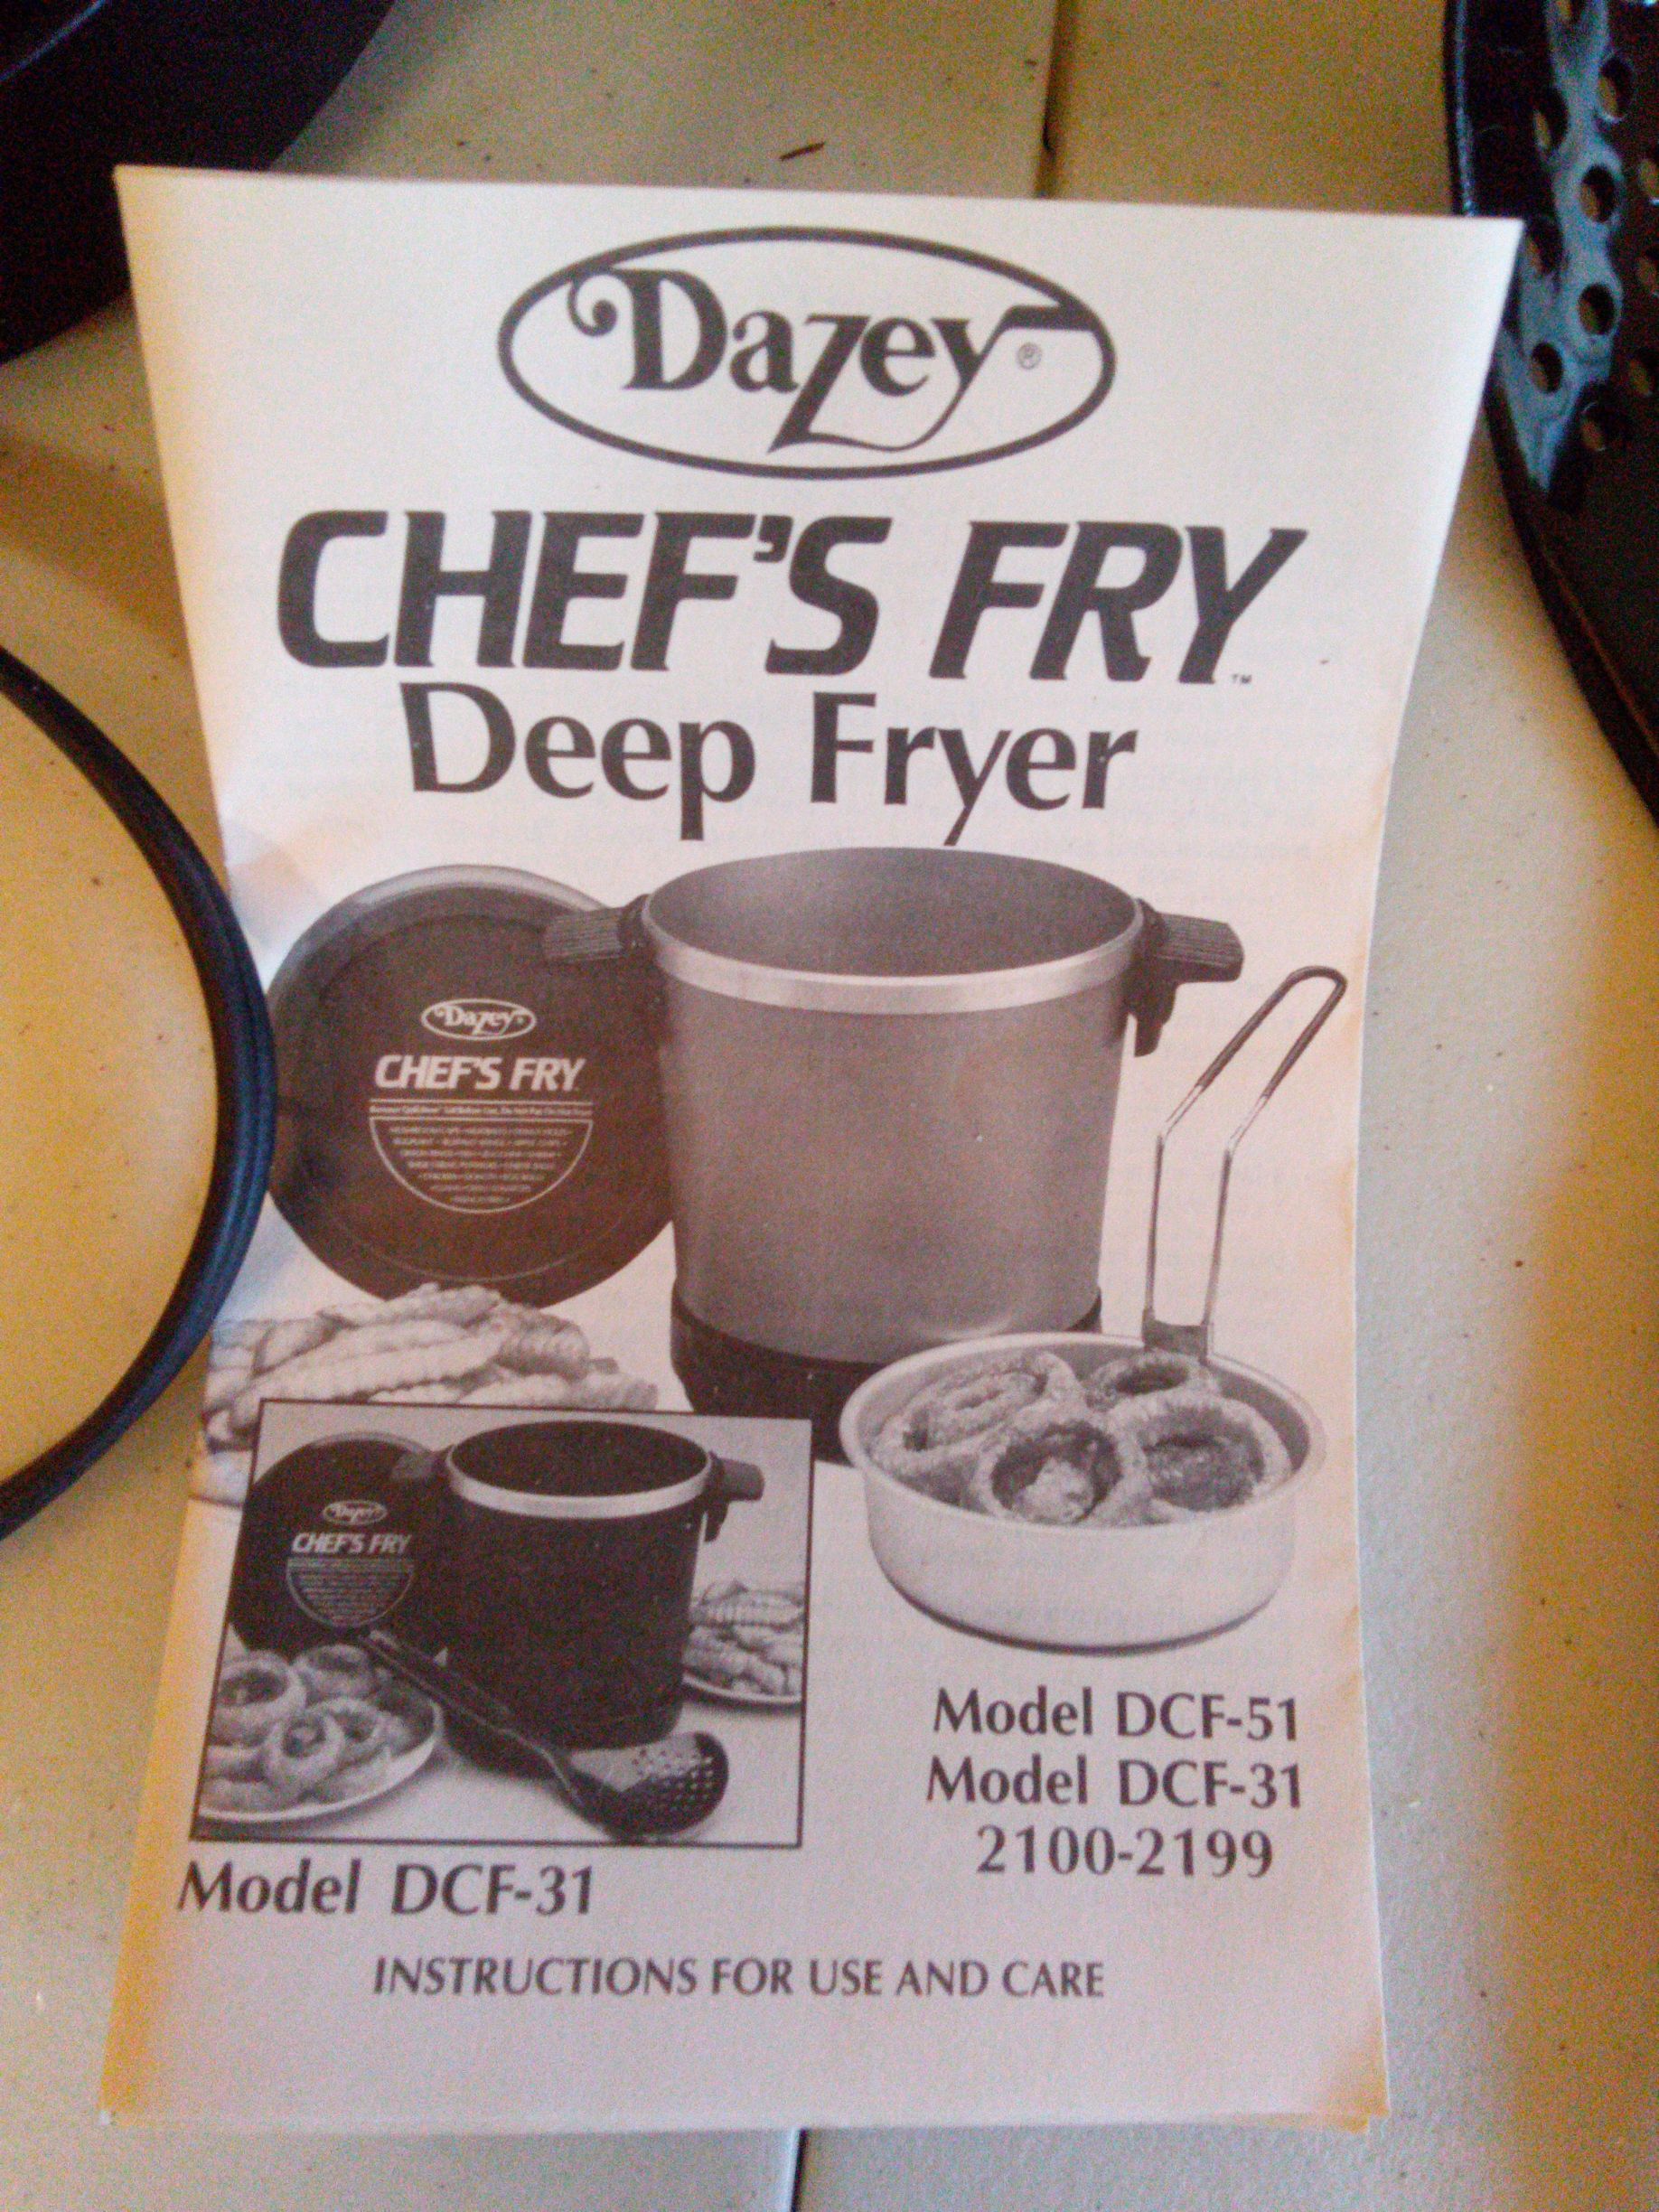 Dazey®
CHEF'S FRY™
Deep Fryer
Dazey
CHEF'S FRY
Dazey
CHEF'S FRY
Model DCF-51
Model DCF-31
2100-2199
Model DCF-31
INSTRUCTIONS FOR USE AND CARE